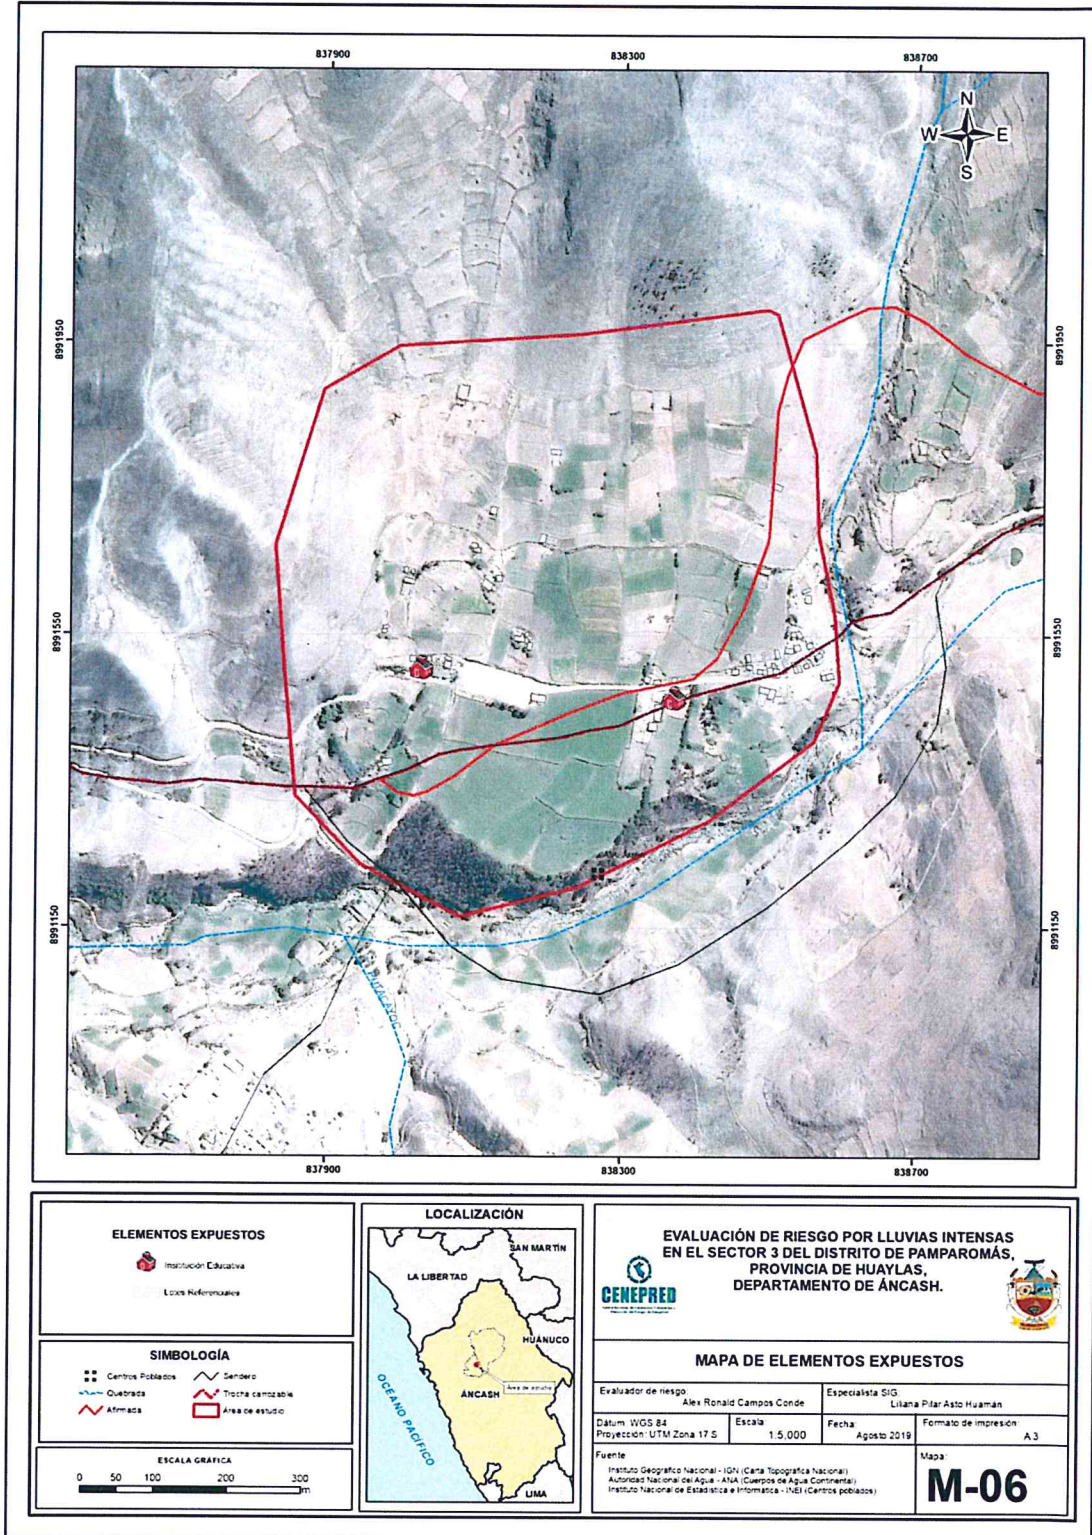 837900
838300
838700
N
W
E
S
8991950
8991950
8991550
8991550
8991150
8991150
837900
838300
838700
ELEMENTOS EXPUESTOS
Institución Educativa
Lotes Referenciales
SIMBOLOGÍA
Centros Poblados
Sendero
Quebrada
Trocha carrozable
Afirmada
Área de estudio
ESCALA GRÁFICA
0 50 100 200 300
m
LOCALIZACIÓN
SAN MARTÍN
LA LIBERTAD
HUÁNUCO
ÁNCASH
Área de estudio
OCEANO PACÍFICO
LIMA
CENEPRED
EVALUACIÓN DE RIESGO POR LLUVIAS INTENSAS
EN EL SECTOR 3 DEL DISTRITO DE PAMPAROMÁS,
PROVINCIA DE HUAYLAS,
DEPARTAMENTO DE ÁNCASH.
MAPA DE ELEMENTOS EXPUESTOS
Evaluador de riesgo:
Alex Ronald Campos Conde
Especialista SIG:
Liliana Pilar Asto Huamán
Datum: WGS 84
Proyección: UTM Zona 17 S
Escala
1:5,000
Fecha:
Agosto 2019
Formato de impresión:
A3
Fuente
Instituto Geográfico Nacional - IGN (Carta Topográfica Nacional)
Autoridad Nacional del Agua - ANA (Cuerpos de Agua Continental)
Instituto Nacional de Estadística e Informática - INEI (Centros poblados)
Mapa:
M-06